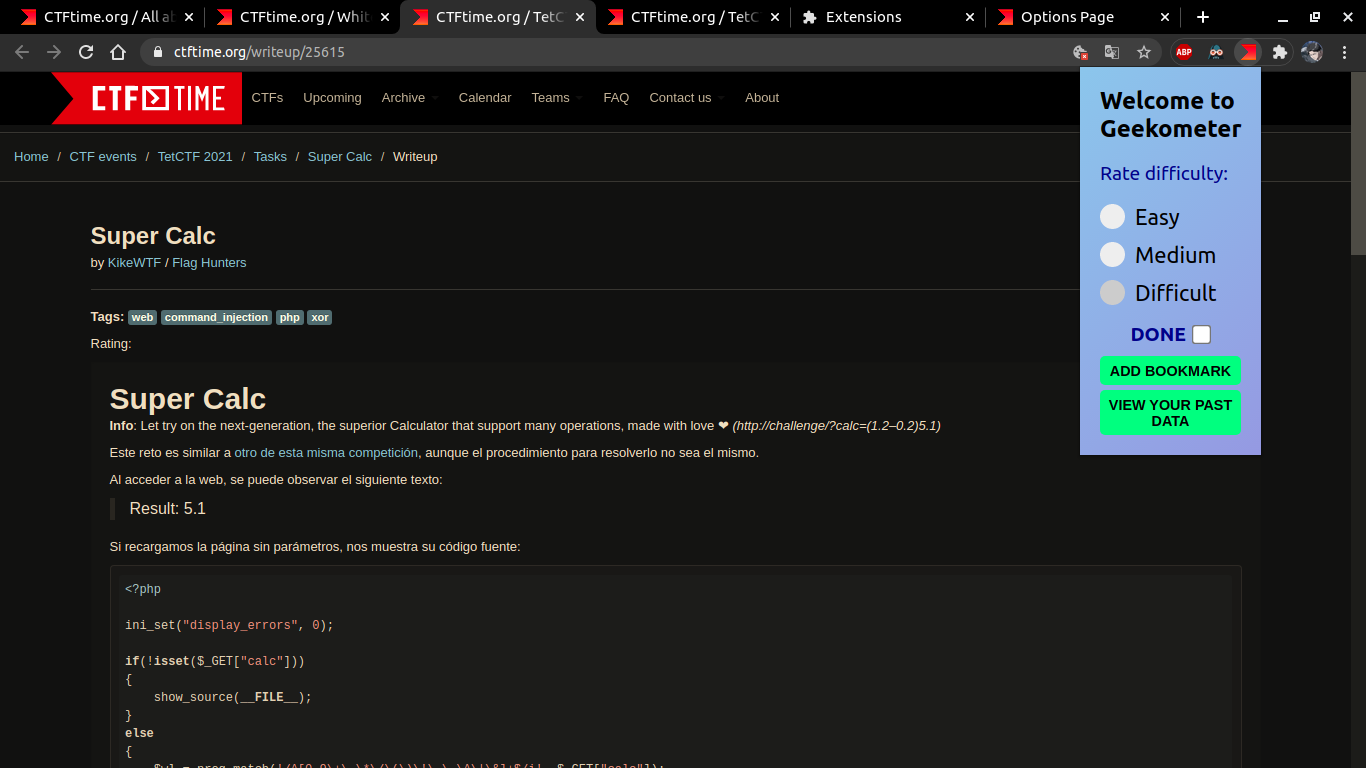 CTFtime.org / All ab
CTFtime.org / Whit
CTFtime.org / TetC
CTFtime.org / TetC
Extensions
Options Page
ctftime.org/writeup/25615
ABP
CTF TIME
CTFs Upcoming Archive Calendar Teams FAQ Contact us About
Home / CTF events / TetCTF 2021 / Tasks / Super Calc / Writeup
Super Calc
by KikeWTF / Flag Hunters
Tags: web command_injection php xor
Rating:
Super Calc
Info: Let try on the next-generation, the superior Calculator that support many operations, made with love ❤ (http://challenge/?calc=(1.2–0.2)5.1)
Este reto es similar a otro de esta misma competición, aunque el procedimiento para resolverlo no sea el mismo.
Al acceder a la web, se puede observar el siguiente texto:
Result: 5.1
Si recargamos la página sin parámetros, nos muestra su código fuente:
<?php
ini_set("display_errors", 0);
if(!isset($_GET["calc"]))
{
show_source(__FILE__);
}
else
{
Welcome to
Geekometer
Rate difficulty:
Easy
Medium
Difficult
DONE
ADD BOOKMARK
VIEW YOUR PAST
DATA